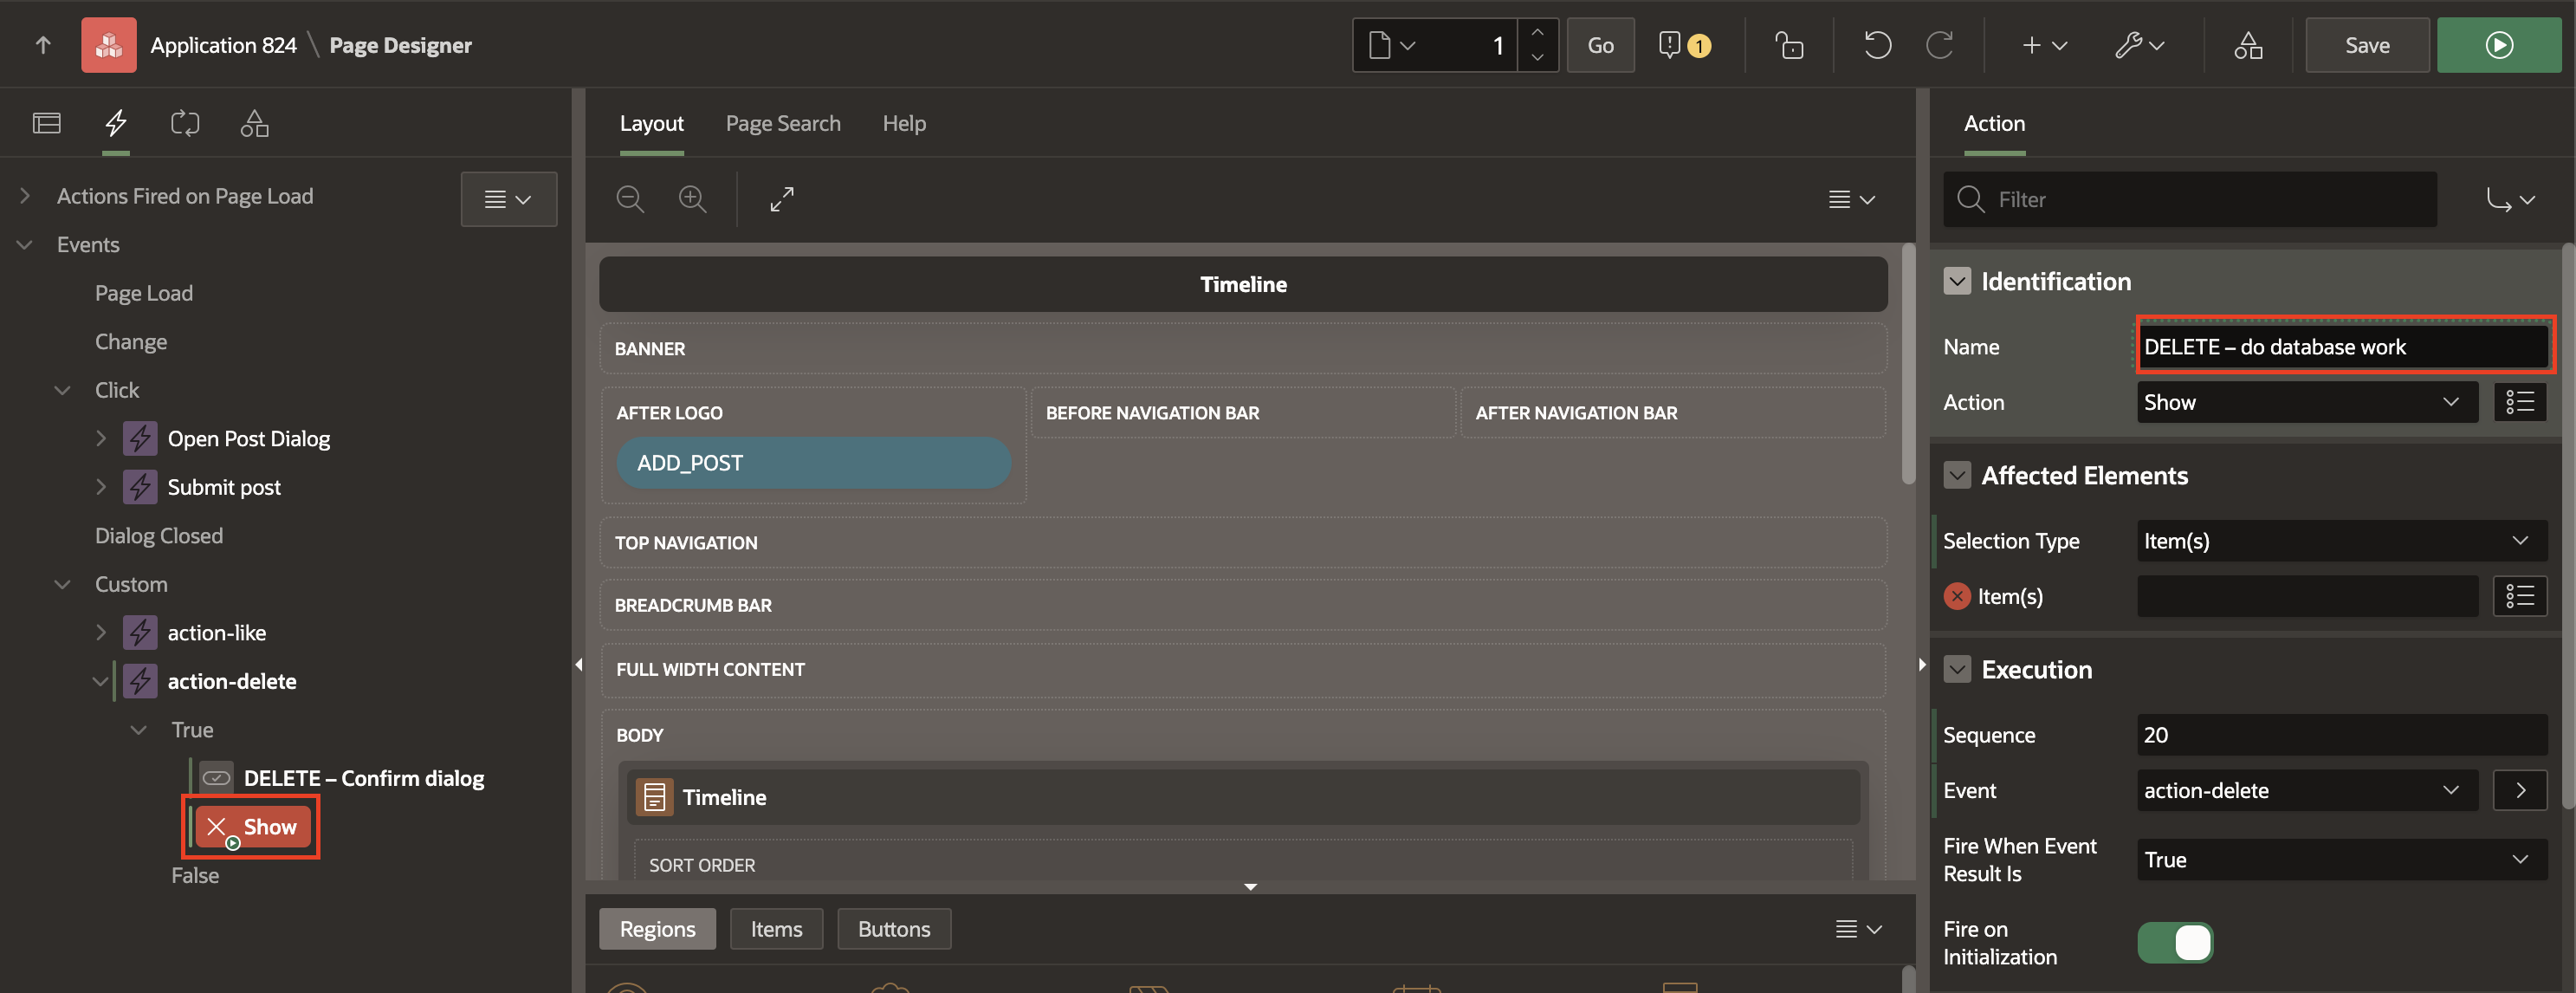 Application 824 \ Page Designer
1
Go
1
Save
Layout
Page Search
Help
Action
Actions Fired on Page Load
Events
Page Load
Change
Click
Open Post Dialog
Submit post
Dialog Closed
Custom
action-like
action-delete
True
DELETE – Confirm dialog
Show
False
Timeline
BANNER
AFTER LOGO
BEFORE NAVIGATION BAR
AFTER NAVIGATION BAR
ADD_POST
TOP NAVIGATION
BREADCRUMB BAR
FULL WIDTH CONTENT
BODY
Timeline
SORT ORDER
Regions
Items
Buttons
Filter
Identification
Name
DELETE – do database work
Action
Show
Affected Elements
Selection Type
Item(s)
Item(s)
Execution
Sequence
20
Event
action-delete
Fire When Event
Result Is
True
Fire on
Initialization